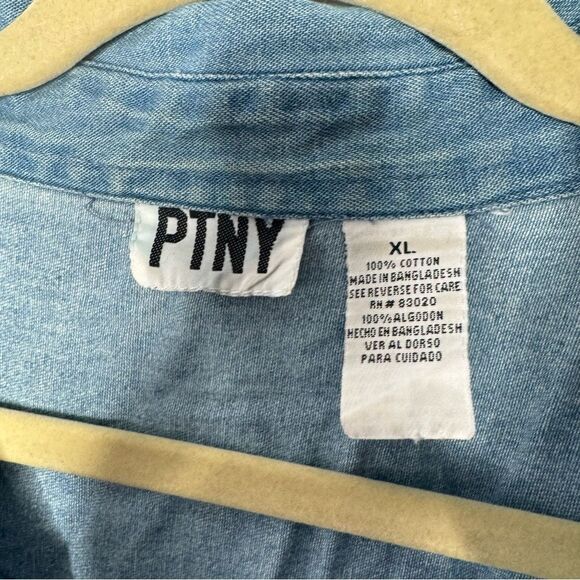 PTNY
XL
100% COTTON
MADE IN BANGLADESH
SEE REVERSE FOR CARE
RN# 83020
100% ALGODON
HECHO EN BANGLADESH
VER AL DORSO
PARA CUIDADO